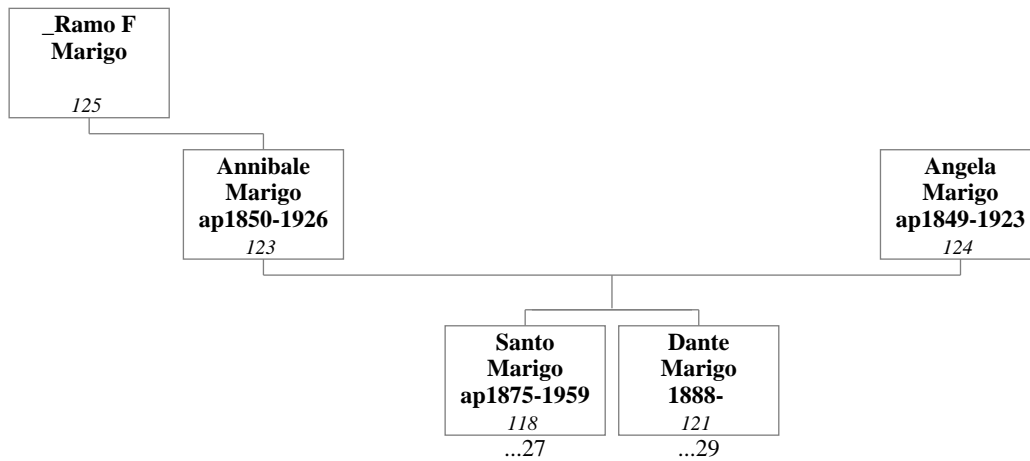 _Ramo F
Marigo
125
Annibale
Marigo
ap1850-1926
123
Angela
Marigo
ap1849-1923
124
Santo
Marigo
ap1875-1959
118
...27
Dante
Marigo
1888-
121
...29